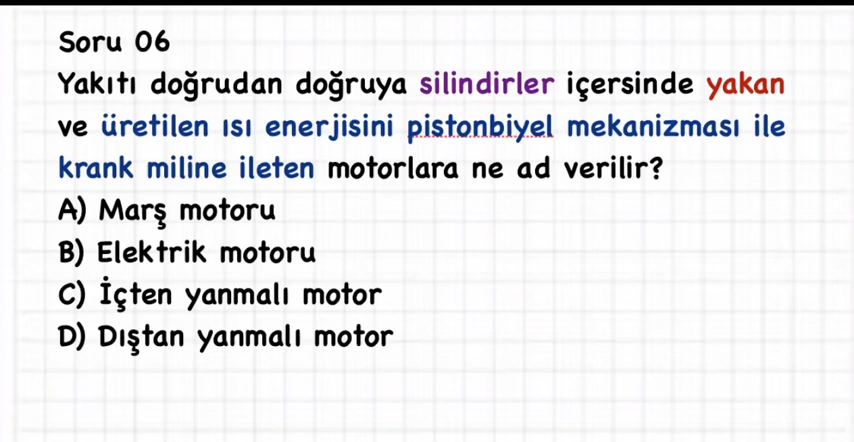 Soru 06
Yakıtı doğrudan doğruya silindirler içersinde yakan
ve üretilen ısı enerjisini pistonbiyel mekanizması ile
krank miline ileten motorlara ne ad verilir?
A) Marş motoru
B) Elektrik motoru
C) İçten yanmalı motor
D) Dıştan yanmalı motor